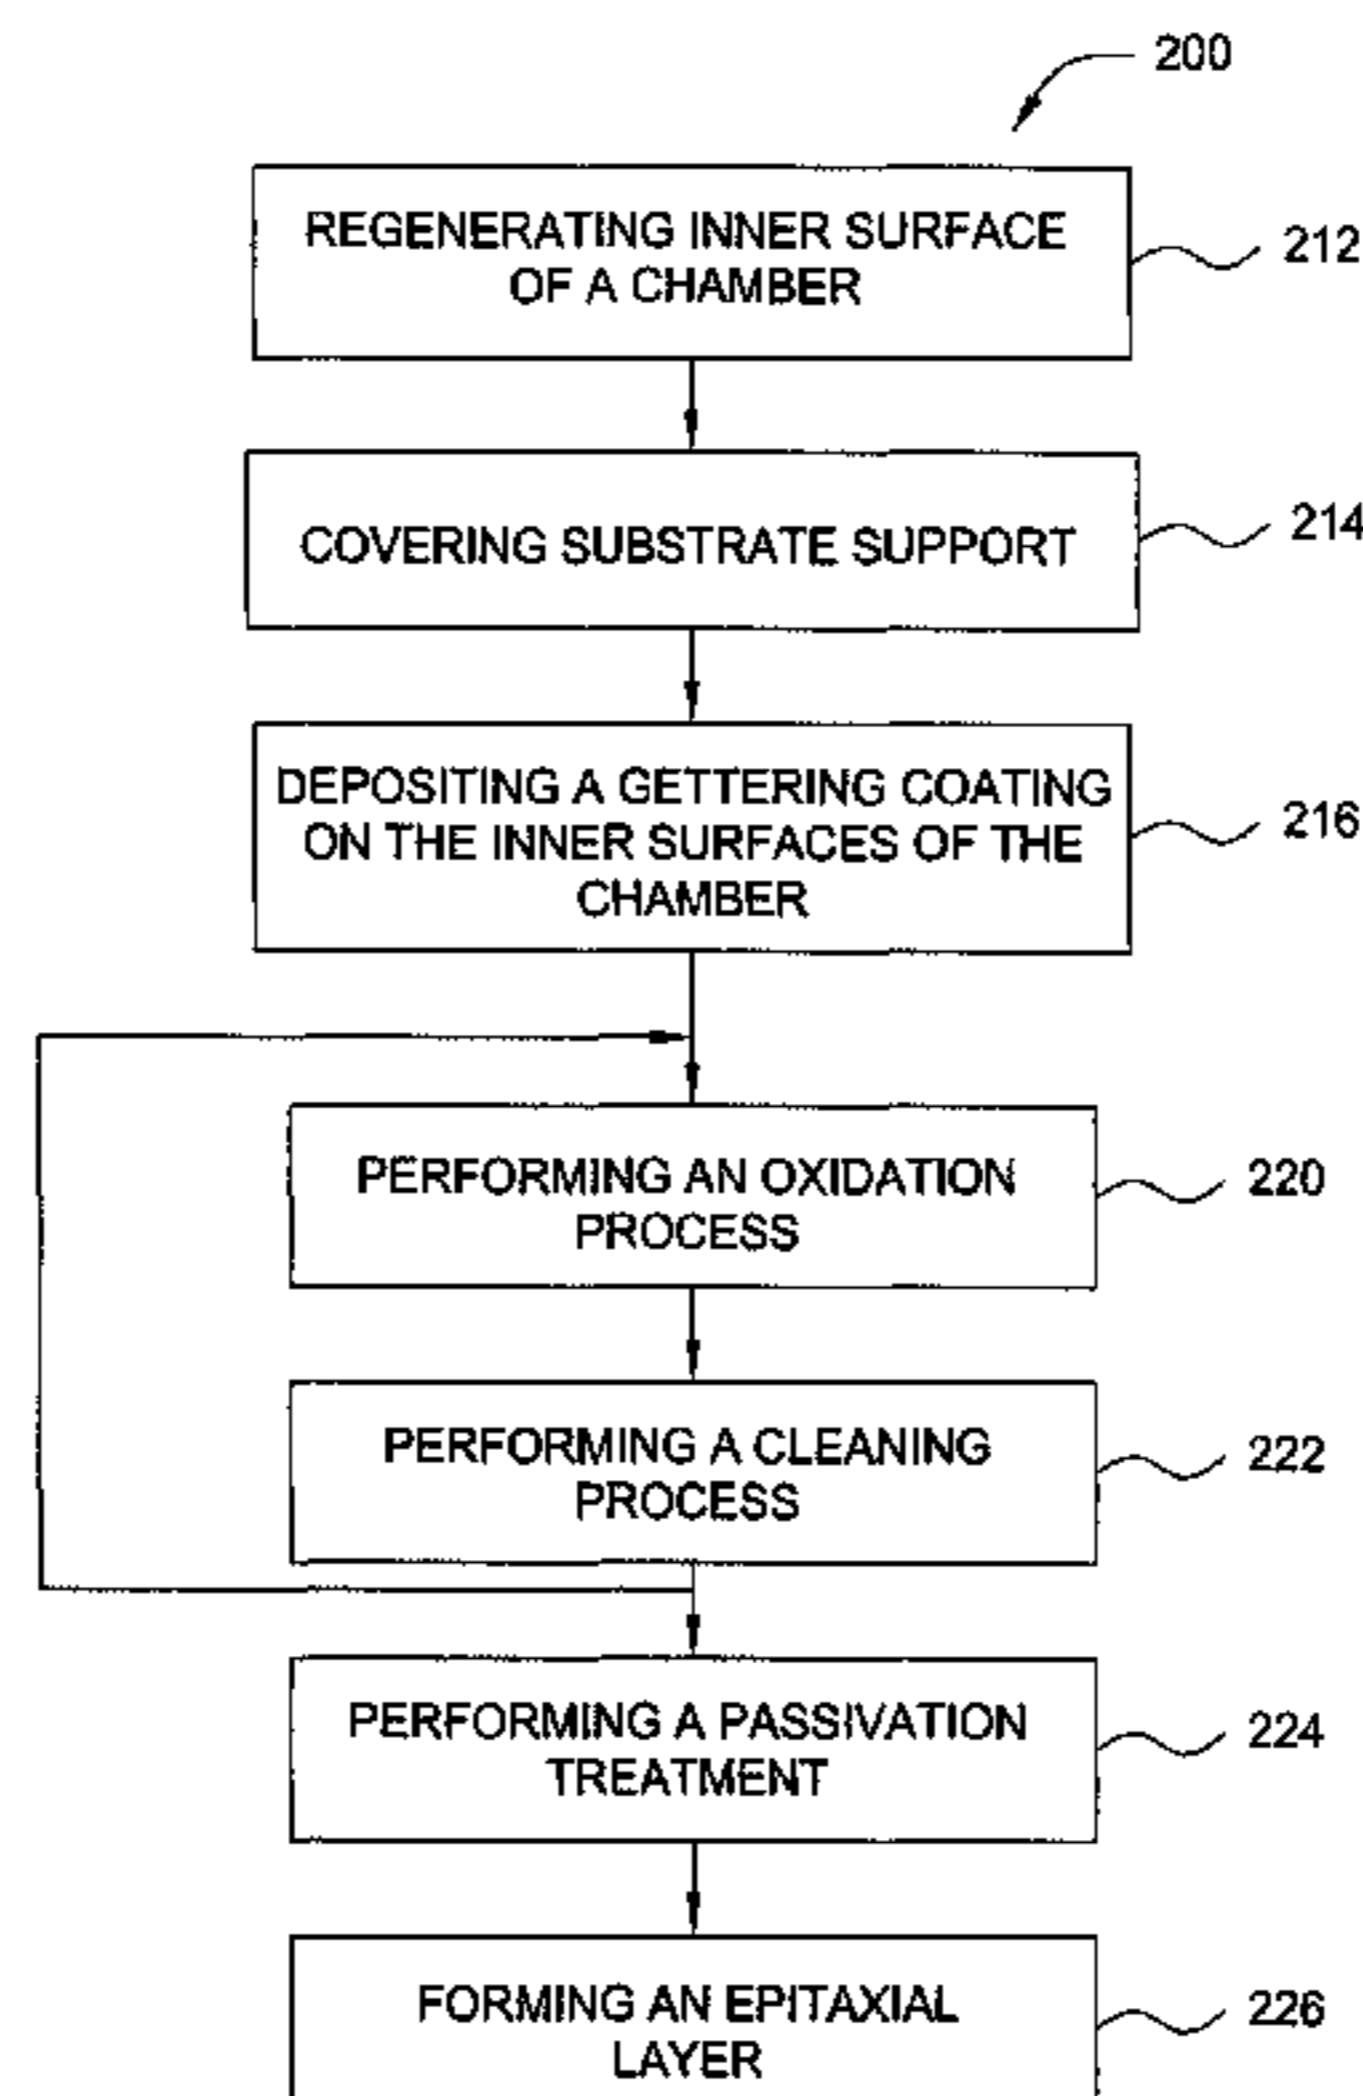 200
REGENERATING INNER SURFACE
OF A CHAMBER
212
COVERING SUBSTRATE SUPPORT
214
DEPOSITING A GETTERING COATING
ON THE INNER SURFACES OF THE
CHAMBER
216
PERFORMING AN OXIDATION
PROCESS
220
PERFORMING A CLEANING
PROCESS
222
PERFORMING A PASSIVATION
TREATMENT
224
FORMING AN EPITAXIAL
LAYER
226